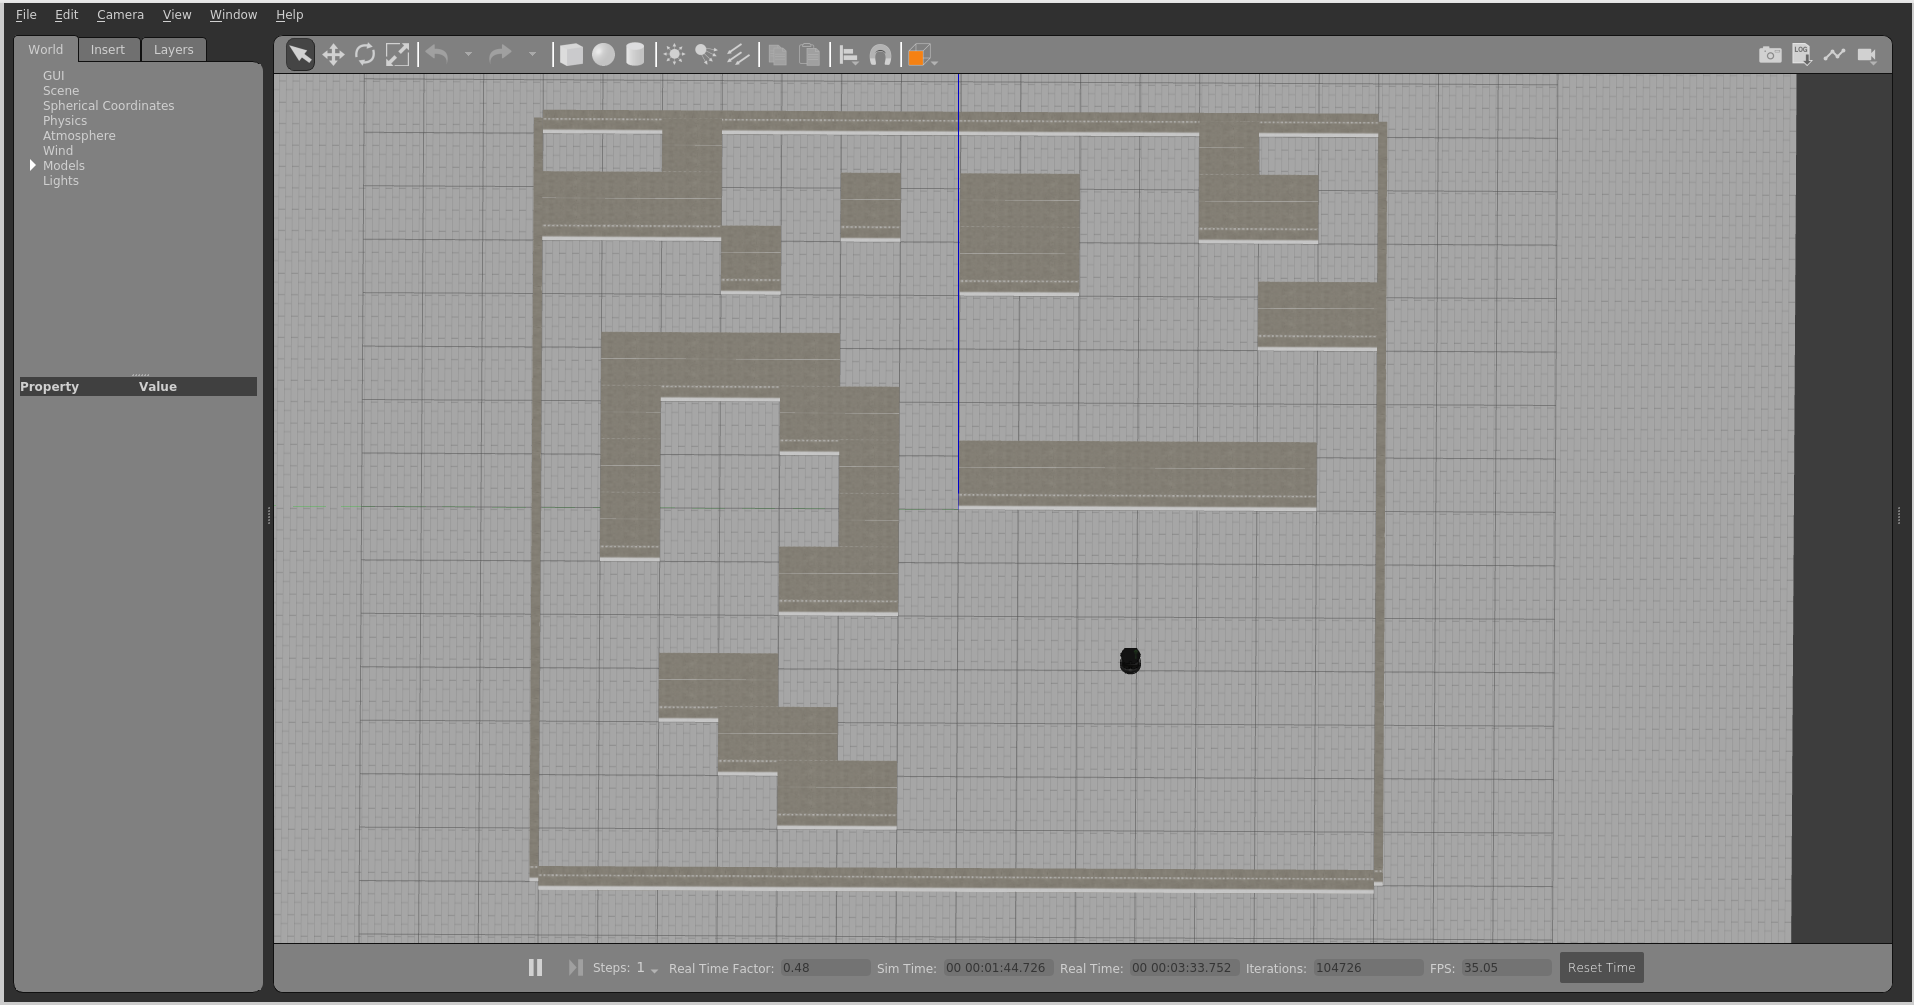 File Edit Camera View Window Help
World Insert Layers
GUI
Scene
Spherical Coordinates
Physics
Atmosphere
Wind
Models
Lights
Property Value
LOG
Steps: 1 Real Time Factor: 0.48 Sim Time: 00 00:01:44.726 Real Time: 00 00:03:33.752 Iterations: 104726 FPS: 35.05 Reset Time